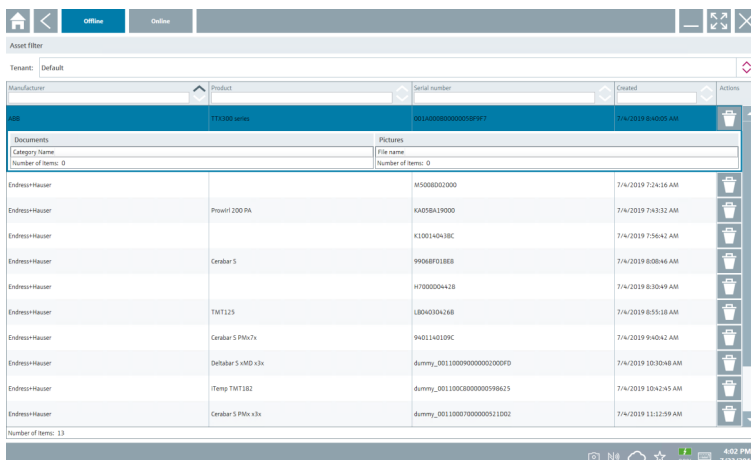 Offline Online
Asset filter
Tenant: Default
Manufacturer Product Serial number Created Actions
ABB TTX300 series 7/4/2019 8:40:05 AM
Documents Pictures
Category Name File name
Number of items: 0 Number of items: 0
Endress+Hauser M5008D02000 7/4/2019 7:24:16 AM
Endress+Hauser Prowirl 200 PA KA05BA19000 7/4/2019 7:43:32 AM
Endress+Hauser K10014043BC 7/4/2019 7:56:42 AM
Endress+Hauser Cerabar S 9906BF01BEB 7/4/2019 8:08:46 AM
Endress+Hauser H7000D04428 7/4/2019 8:30:49 AM
Endress+Hauser TMT125 LB04030426B 7/4/2019 8:55:18 AM
Endress+Hauser Cerabar S PMx7x 9401140109C 7/4/2019 9:40:42 AM
Endress+Hauser Deltabar S xMD x3x dummy_00110009000000200DFD 7/4/2019 10:30:48 AM
Endress+Hauser iTemp TMT182 dummy_001100C8000000598625 7/4/2019 10:42:45 AM
Endress+Hauser Cerabar S PMx x3x dummy_00110007000000521D02 7/4/2019 11:12:59 AM
Number of items: 13
4:02 PM